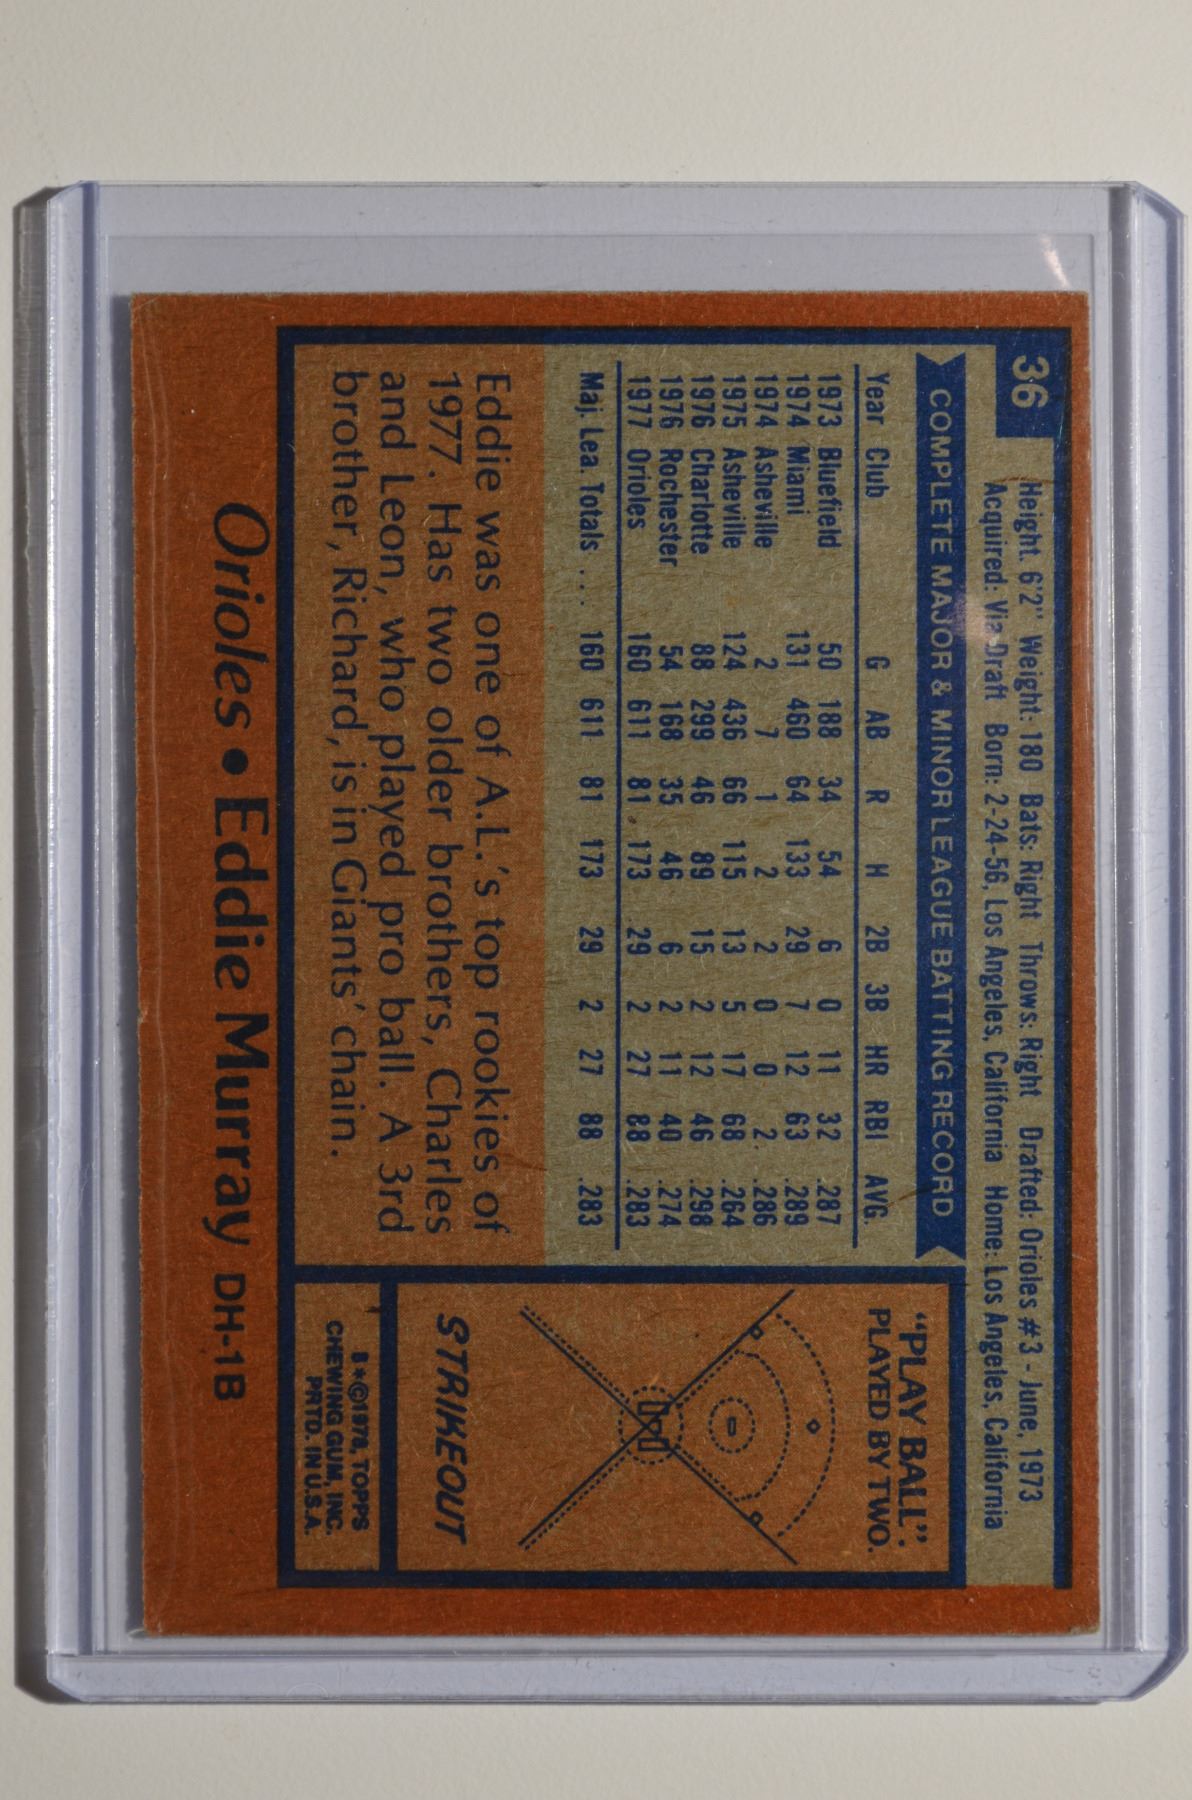 36
Height. 6'2" Weight: 180 Bats: Right Throws: Right Drafted: Orioles #3 - June, 1973
Acquired: Via Draft Born: 2-24-56, Los Angeles, California Home: Los Angeles, California
COMPLETE MAJOR & MINOR LEAGUE BATTING RECORD
Year Club G AB R H 2B 3B HR RBI AVG.
1973 Bluefield 50 188 34 54 6 0 11 32 .287
1974 Miami 131 460 64 133 29 7 12 63 .289
1974 Asheville 2 7 1 2 2 0 0 2 .286
1975 Asheville 124 436 66 115 13 5 17 68 .264
1976 Charlotte 88 299 46 89 15 2 12 46 .298
1976 Rochester 54 168 35 46 6 2 11 40 .274
1977 Orioles 160 611 81 173 29 2 27 88 .283
Maj. Lea. Totals ... 160 611 81 173 29 2 27 88 .283
Eddie was one of A.L.'s top rookies of
1977. Has two older brothers, Charles
and Leon, who played pro ball. A 3rd
brother, Richard, is in Giants' chain.
"PLAY BALL".
PLAYED BY TWO.
STRIKEOUT
B*©1978, TOPPS
CHEWING GUM, INC.
PRTD. IN U.S.A.
Orioles • Eddie Murray DH-1B